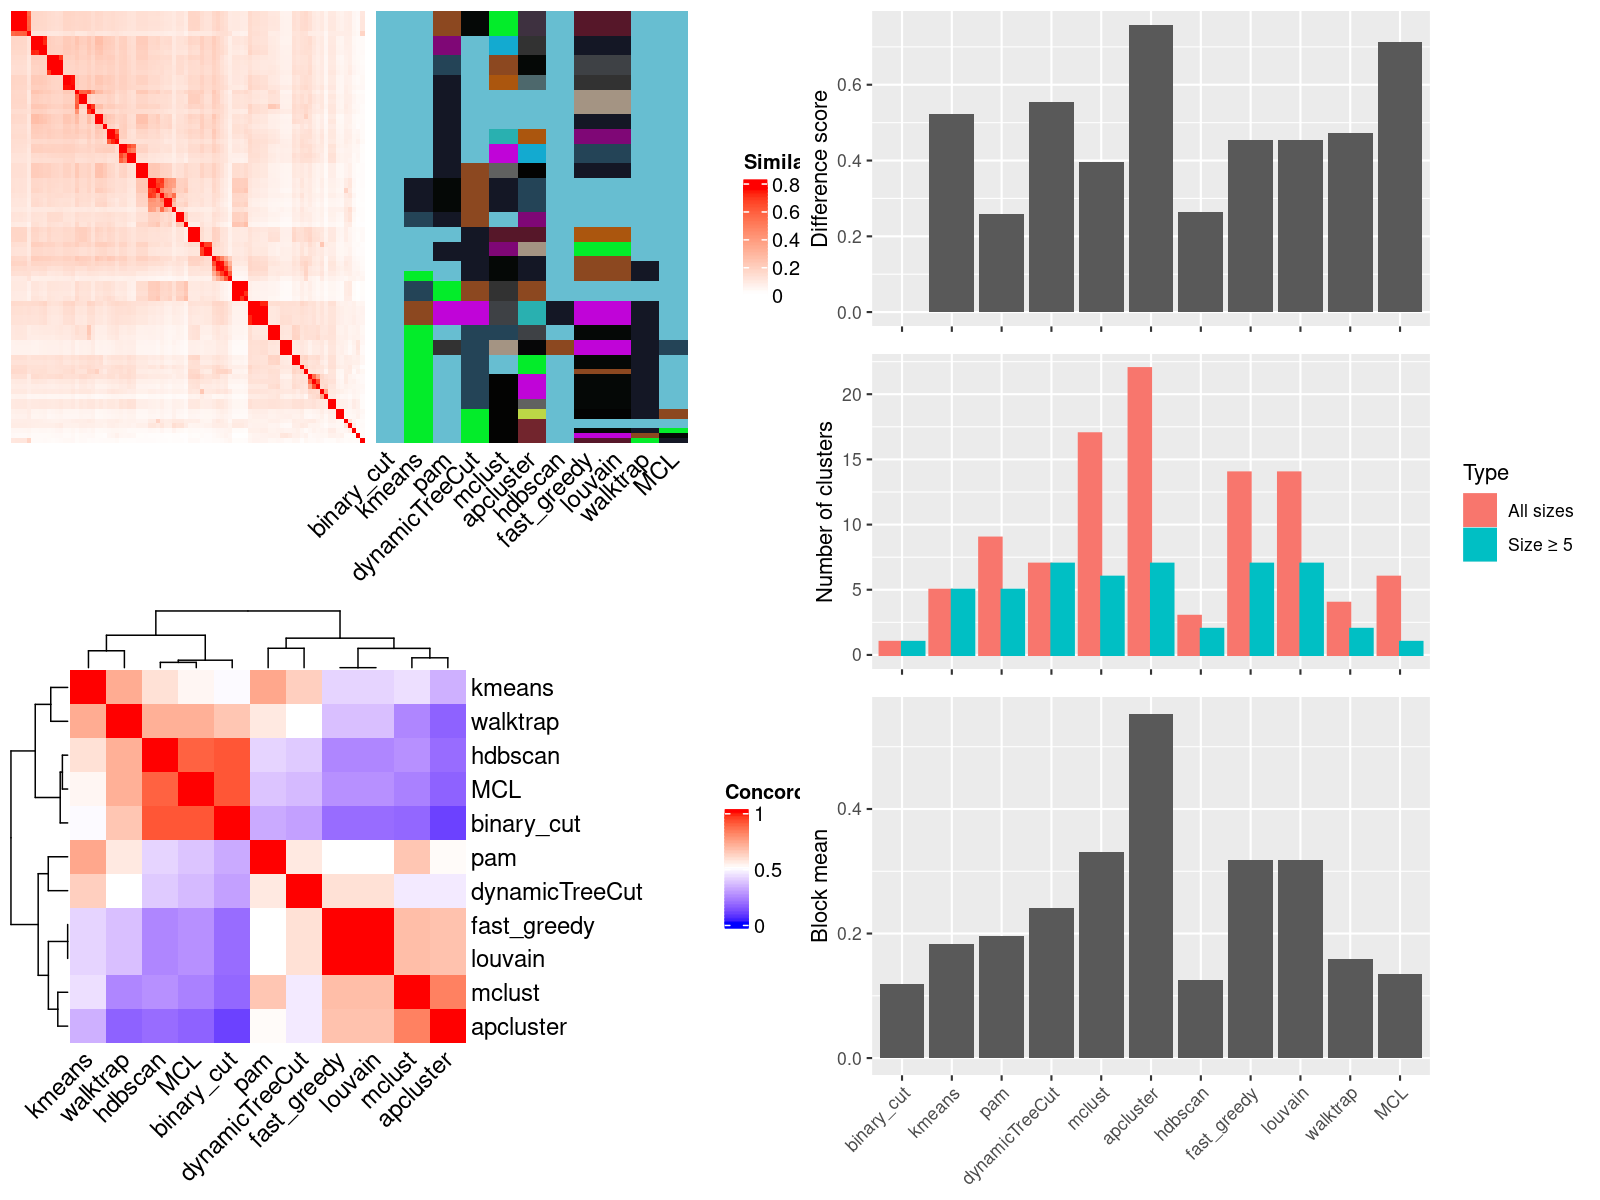 Simila
0.8
0.6
0.4
0.2
0
binary_cut
kmeans
pam
dynamicTreeCut
mclust
apcluster
hdbscan
fast_greedy
louvain
walktrap
MCL
kmeans
walktrap
hdbscan
MCL
binary_cut
pam
dynamicTreeCut
fast_greedy
louvain
mclust
apcluster
kmeans
walktrap
hdbscan
MCL
binary_cut
pam
dynamicTreeCut
fast_greedy
louvain
mclust
apcluster
Concord
1
0.5
0
Difference score
0.6
0.4
0.2
0.0
Number of clusters
20
15
10
5
0
Type
All sizes
Size ≥ 5
Block mean
0.4
0.2
0.0
binary_cut
kmeans
pam
dynamicTreeCut
mclust
apcluster
hdbscan
fast_greedy
louvain
walktrap
MCL